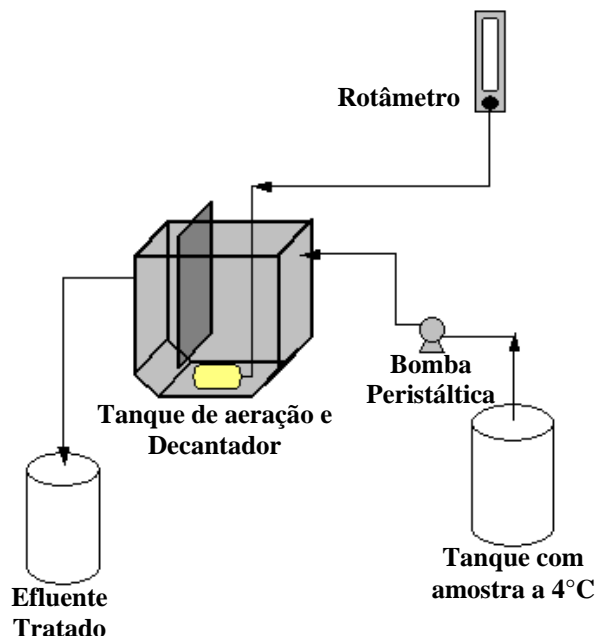 Rotâmetro
Bomba
Peristáltica
Tanque de aeração e
Decantador
Tanque com
amostra a 4°C
Efluente
Tratado